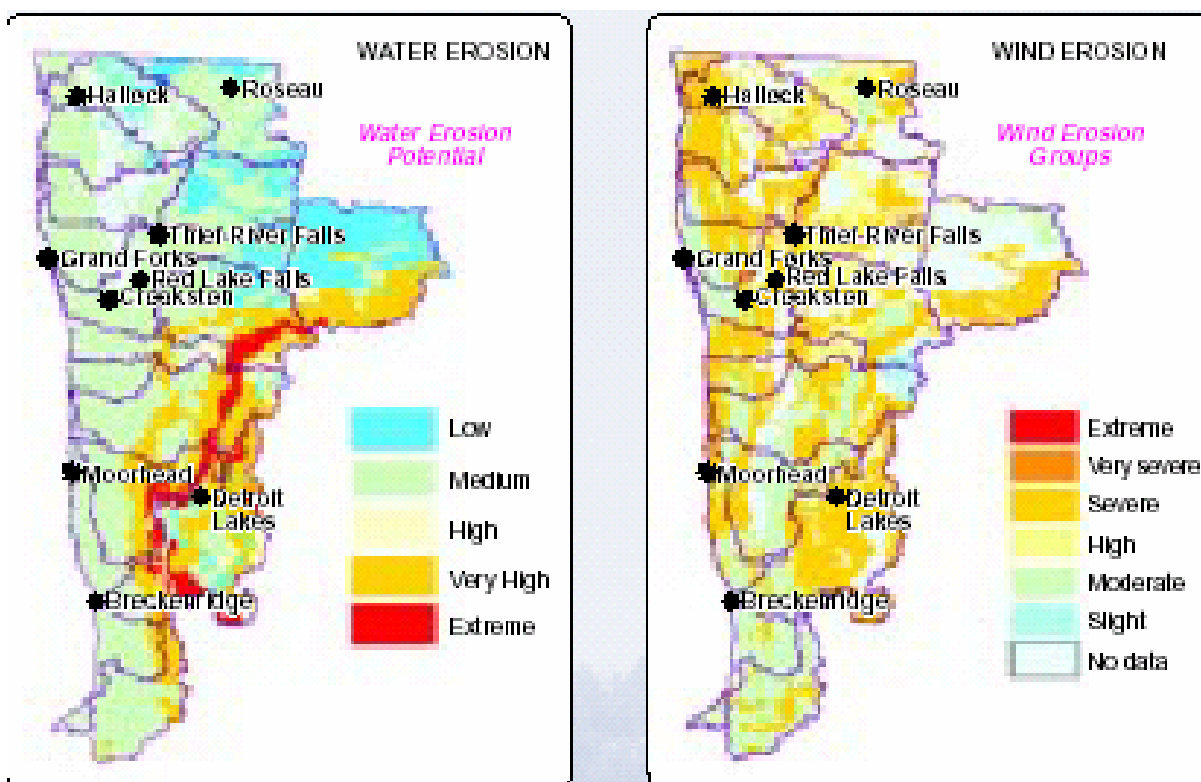 WATER EROSION
Hallock
Roseau
Water Erosion
Potential
Thief River Falls
Grand Forks
Red Lake Falls
Crookston
Low
Medium
High
Very High
Extreme
Moorhead
Detroit
Lakes
Breckenridge
WIND EROSION
Hallock
Roseau
Wind Erosion
Groups
Thief River Falls
Grand Forks
Red Lake Falls
Crookston
Extreme
Very severe
Severe
High
Moderate
Slight
No data
Moorhead
Detroit
Lakes
Breckenridge